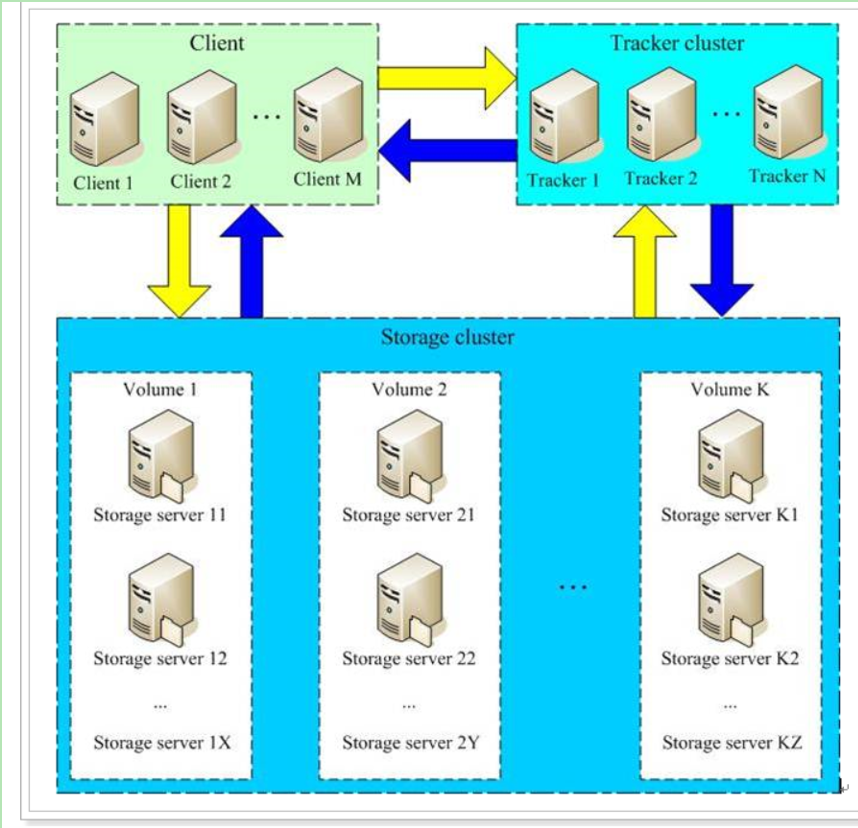 Client
Tracker cluster
...
...
Client 1
Client 2
Client M
Tracker 1
Tracker 2
Tracker N
Storage cluster
Volume 1
Volume 2
Volume K
Storage server 11
Storage server 21
Storage server K1
...
Storage server 12
Storage server 22
Storage server K2
...
...
...
Storage server 1X
Storage server 2Y
Storage server KZ